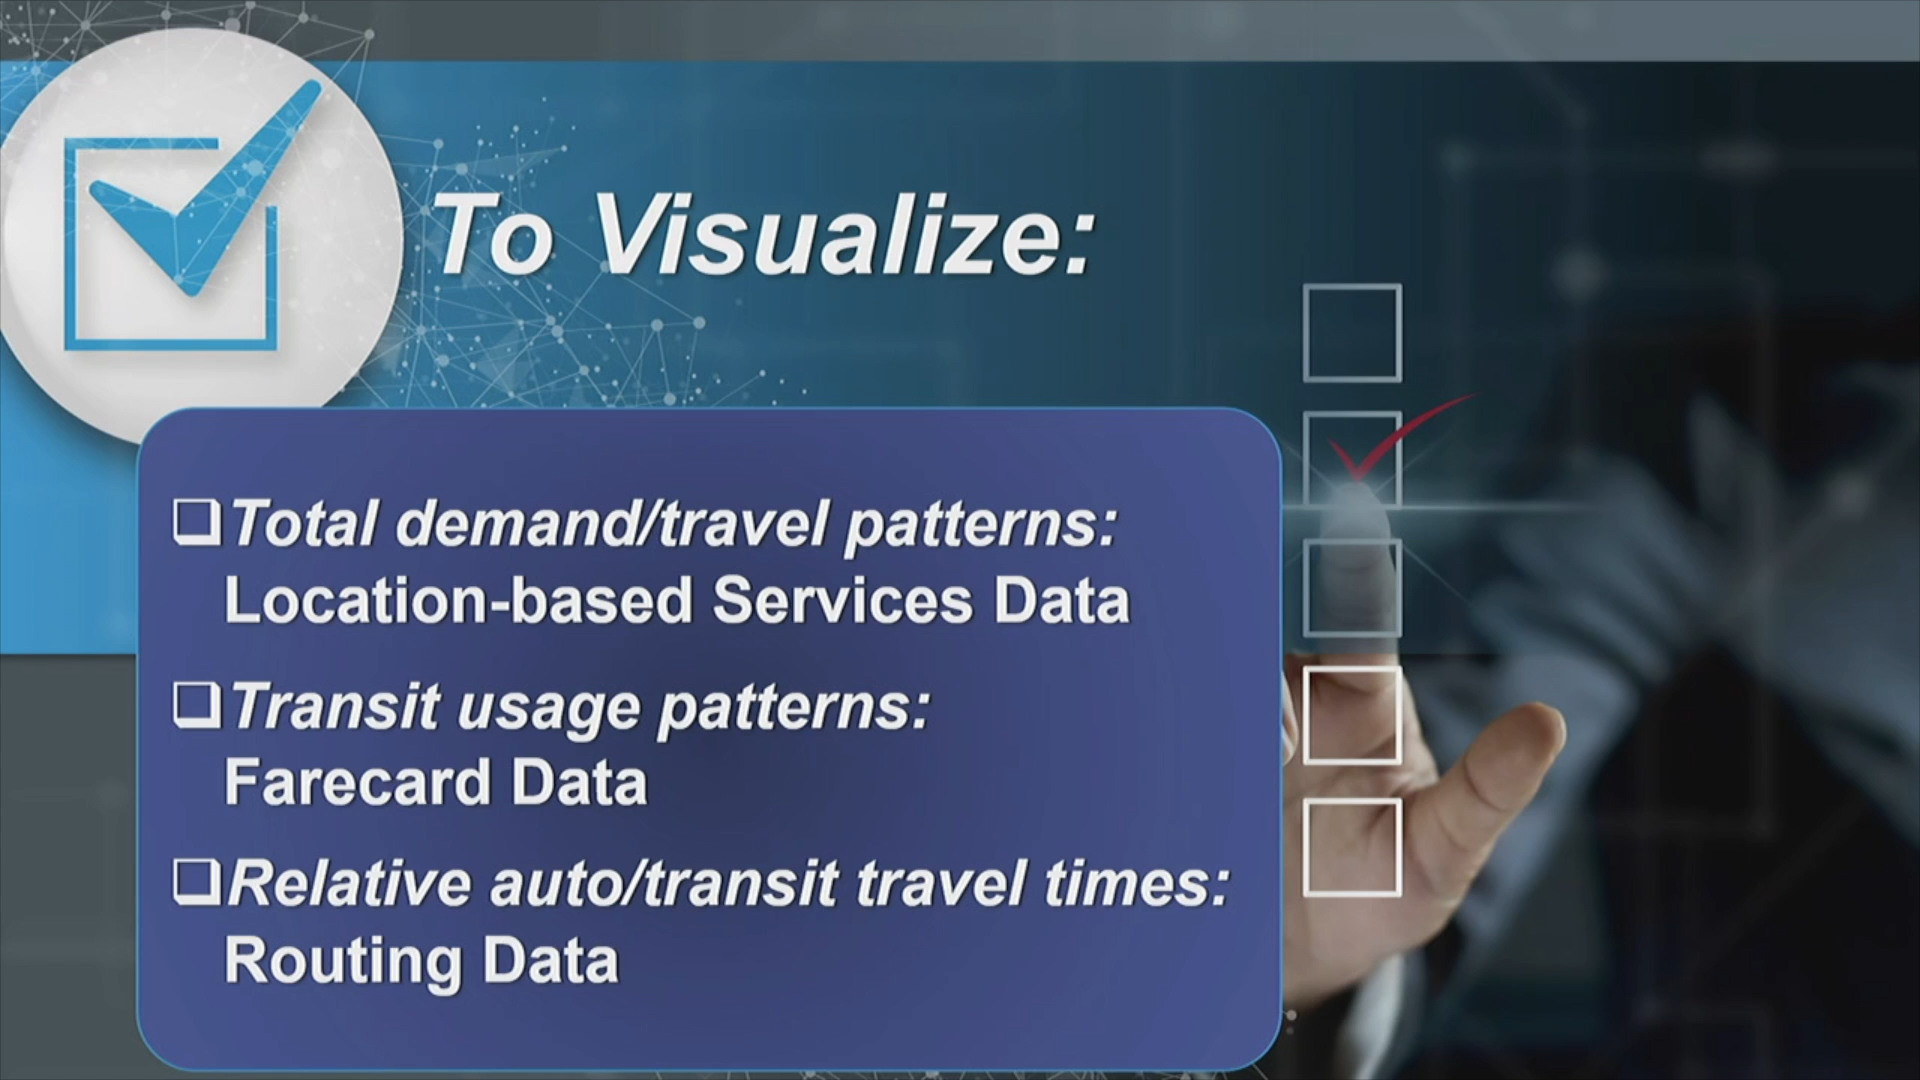 To Visualize:
Total demand/travel patterns:
Location-based Services Data
Transit usage patterns:
Farecard Data
Relative auto/transit travel times:
Routing Data